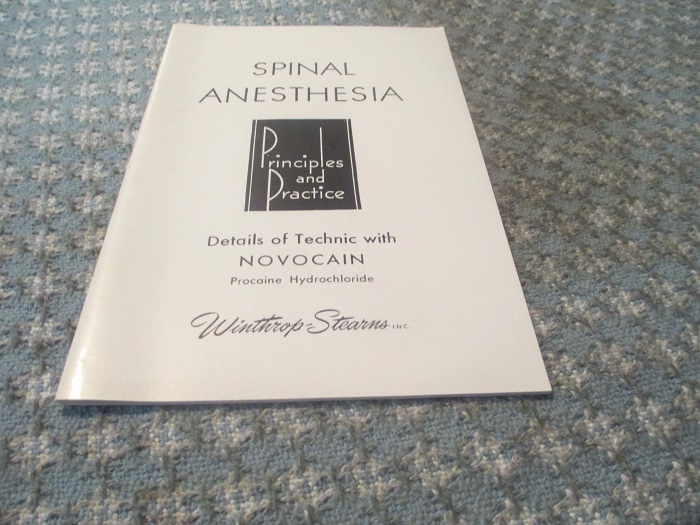 SPINAL
ANESTHESIA
Principles
and
Practice
Details of Technic with
NOVOCAIN
Procaine Hydrochloride
Winthrop-Stearns INC.